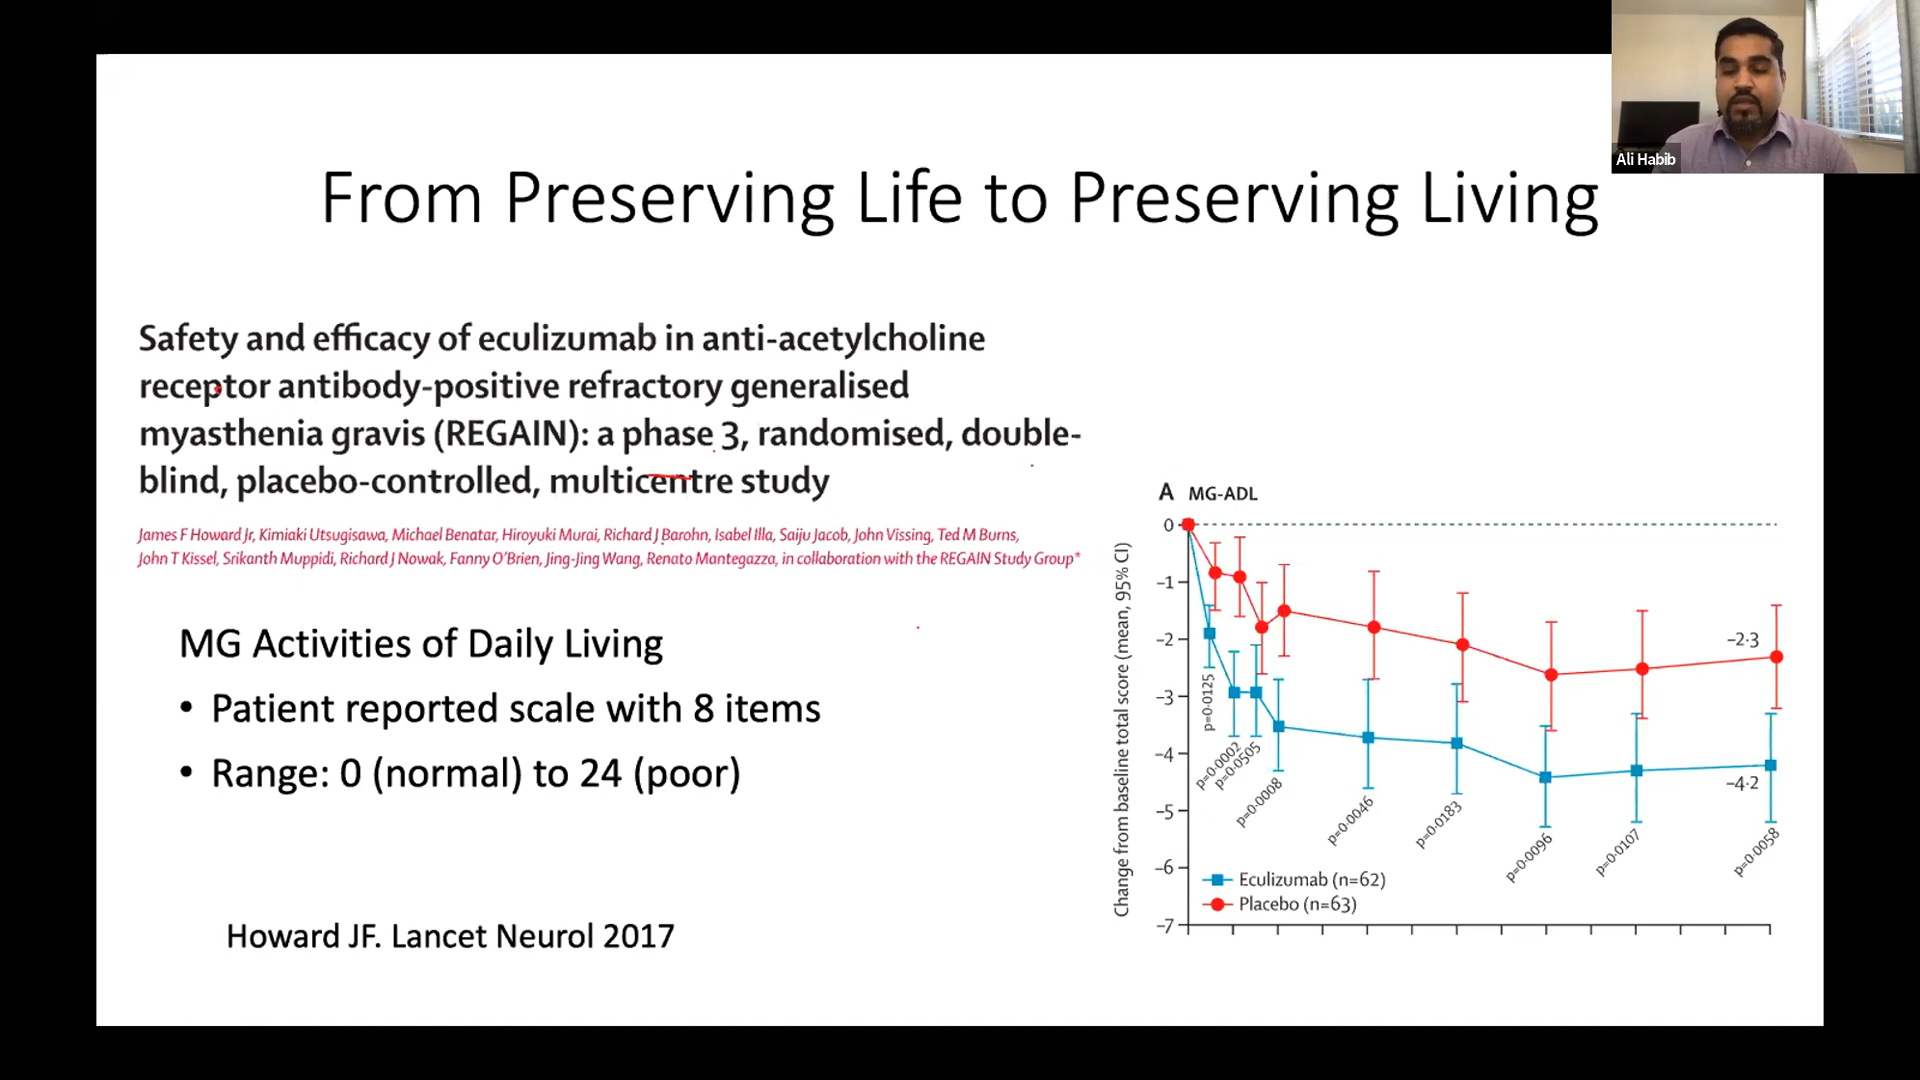 Ali Habib
From Preserving Life to Preserving Living
Safety and efficacy of eculizumab in anti-acetylcholine
receptor antibody-positive refractory generalised
myasthenia gravis (REGAIN): a phase 3, randomised, double-
blind, placebo-controlled, multicentre study
James F Howard Jr, Kimiaki Utsugisawa, Michael Benatar, Hiroyuki Murai, Richard J Barohn, Isabel Illa, Saiju Jacob, John Vissing, Ted M Burns,
John T Kissel, Srikanth Muppidi, Richard J Nowak, Fanny O’Brien, Jing-Jing Wang, Renato Mantegazza, in collaboration with the REGAIN Study Group*
MG Activities of Daily Living
• Patient reported scale with 8 items
• Range: 0 (normal) to 24 (poor)
Howard JF. Lancet Neurol 2017
A MG-ADL
Change from baseline total score (mean, 95% CI)
0
–1
–2
–3
–4
–5
–6
–7
–2·3
–4·2
p=0·0125
p=0·0002
p=0·0505
p=0·0008
p=0·0046
p=0·0183
p=0·0096
p=0·0107
p=0·0058
Eculizumab (n=62)
Placebo (n=63)